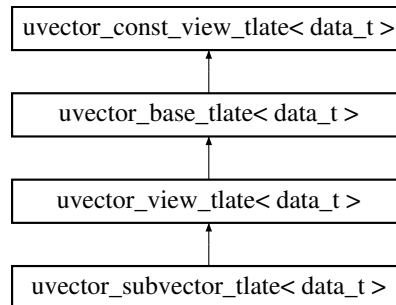 uvector_const_view_tlate< data_t >
uvector_base_tlate< data_t >
uvector_view_tlate< data_t >
uvector_subvector_tlate< data_t >